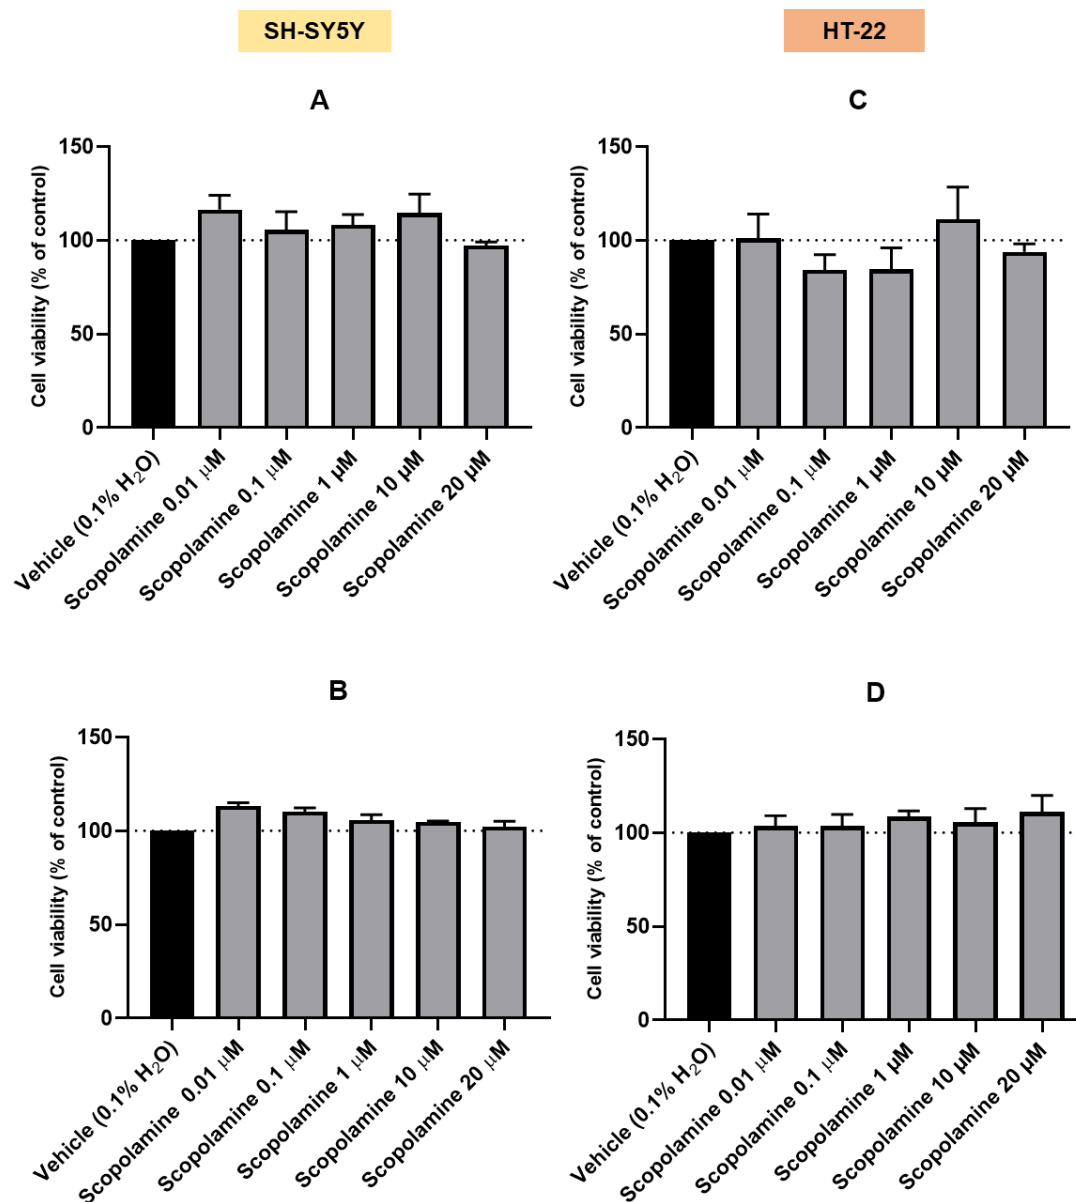 SH-SY5Y
HT-22
A
Cell viability (% of control)
150
100
50
0
Vehicle (0.1% H₂O)
Scopolamine 0.01 μM
Scopolamine 0.1 μM
Scopolamine 1 μM
Scopolamine 10 μM
Scopolamine 20 μM
C
Cell viability (% of control)
150
100
50
0
Vehicle (0.1% H₂O)
Scopolamine 0.01 μM
Scopolamine 0.1 μM
Scopolamine 1 μM
Scopolamine 10 μM
Scopolamine 20 μM
B
Cell viability (% of control)
150
100
50
0
Vehicle (0.1% H₂O)
Scopolamine 0.01 μM
Scopolamine 0.1 μM
Scopolamine 1 μM
Scopolamine 10 μM
Scopolamine 20 μM
D
Cell viability (% of control)
150
100
50
0
Vehicle (0.1% H₂O)
Scopolamine 0.01 μM
Scopolamine 0.1 μM
Scopolamine 1 μM
Scopolamine 10 μM
Scopolamine 20 μM